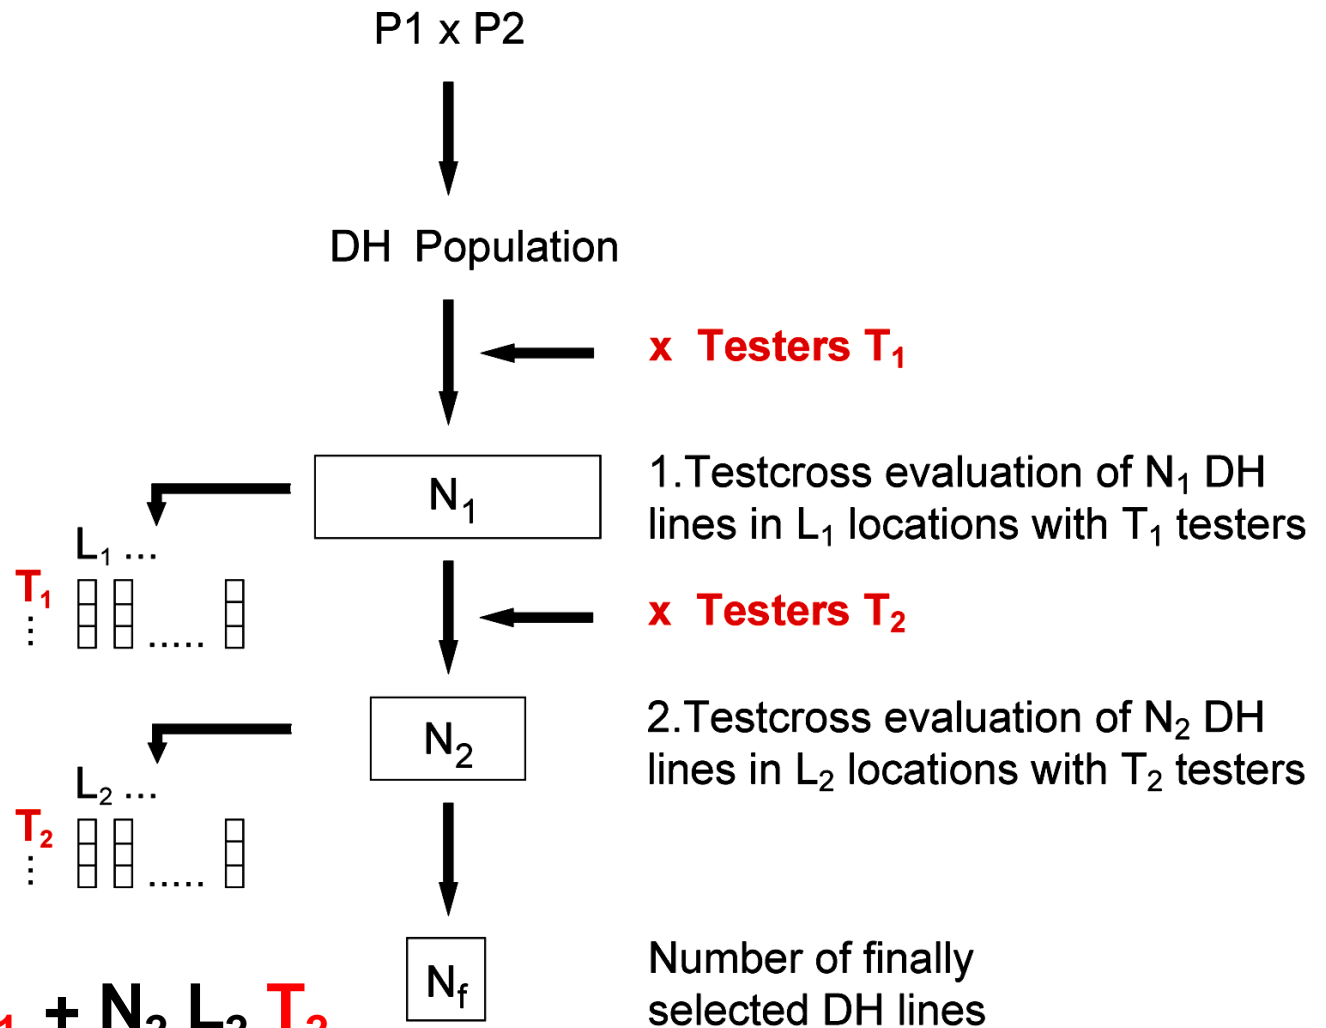 P1 x P2
DH Population
x Testers T₁
N₁
1.Testcross evaluation of N₁ DH
lines in L₁ locations with T₁ testers
L₁ ...
T₁
⋮
.....
x Testers T₂
N₂
2.Testcross evaluation of N₂ DH
lines in L₂ locations with T₂ testers
L₂ ...
T₂
⋮
.....
N_f
Number of finally
selected DH lines
₁ + N₂ L₂ T₂